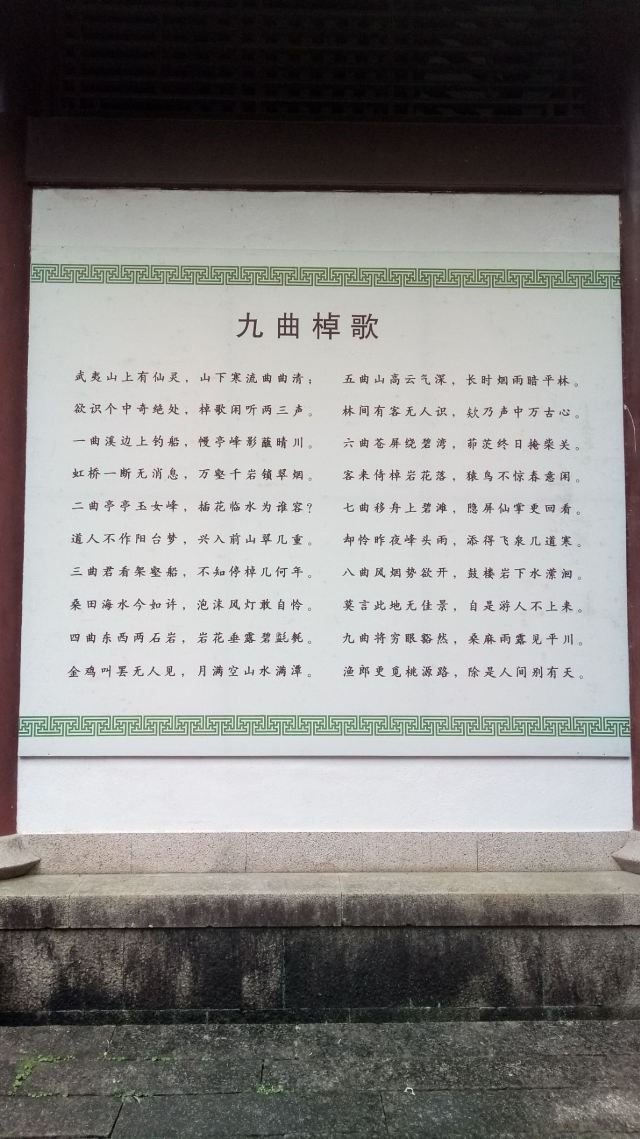 九曲棹歌
武夷山上有仙灵，山下寒流曲曲清；
欲识个中奇绝处，棹歌闲听两三声。
一曲溪边上钓船，慢亭峰影蘸晴川。
虹桥一断无消息，万壑千岩锁翠烟。
二曲亭亭玉女峰，插花临水为谁容？
道人不作阳台梦，兴入前山翠几重。
三曲君看架壑船，不知停棹几何年。
桑田海水今如许，泡沫风灯敢自怜。
四曲东西两石岩，岩花垂露碧㲯毵。
金鸡叫罢无人见，月满空山水满潭。
五曲山高云气深，长时烟雨暗平林。
林间有客无人识，欸乃声中万古心。
六曲苍屏绕碧湾，茆茨终日掩柴关。
客来倚棹岩花落，猿鸟不惊春意闲。
七曲移舟上碧滩，隐屏仙掌更回看。
却怜昨夜峰头雨，添得飞泉几道寒。
八曲风烟势欲开，鼓楼岩下水潆洄。
莫言此地无佳景，自是游人不上来。
九曲将穷眼豁然，桑麻雨露见平川。
渔郎更觅桃源路，除是人间别有天。